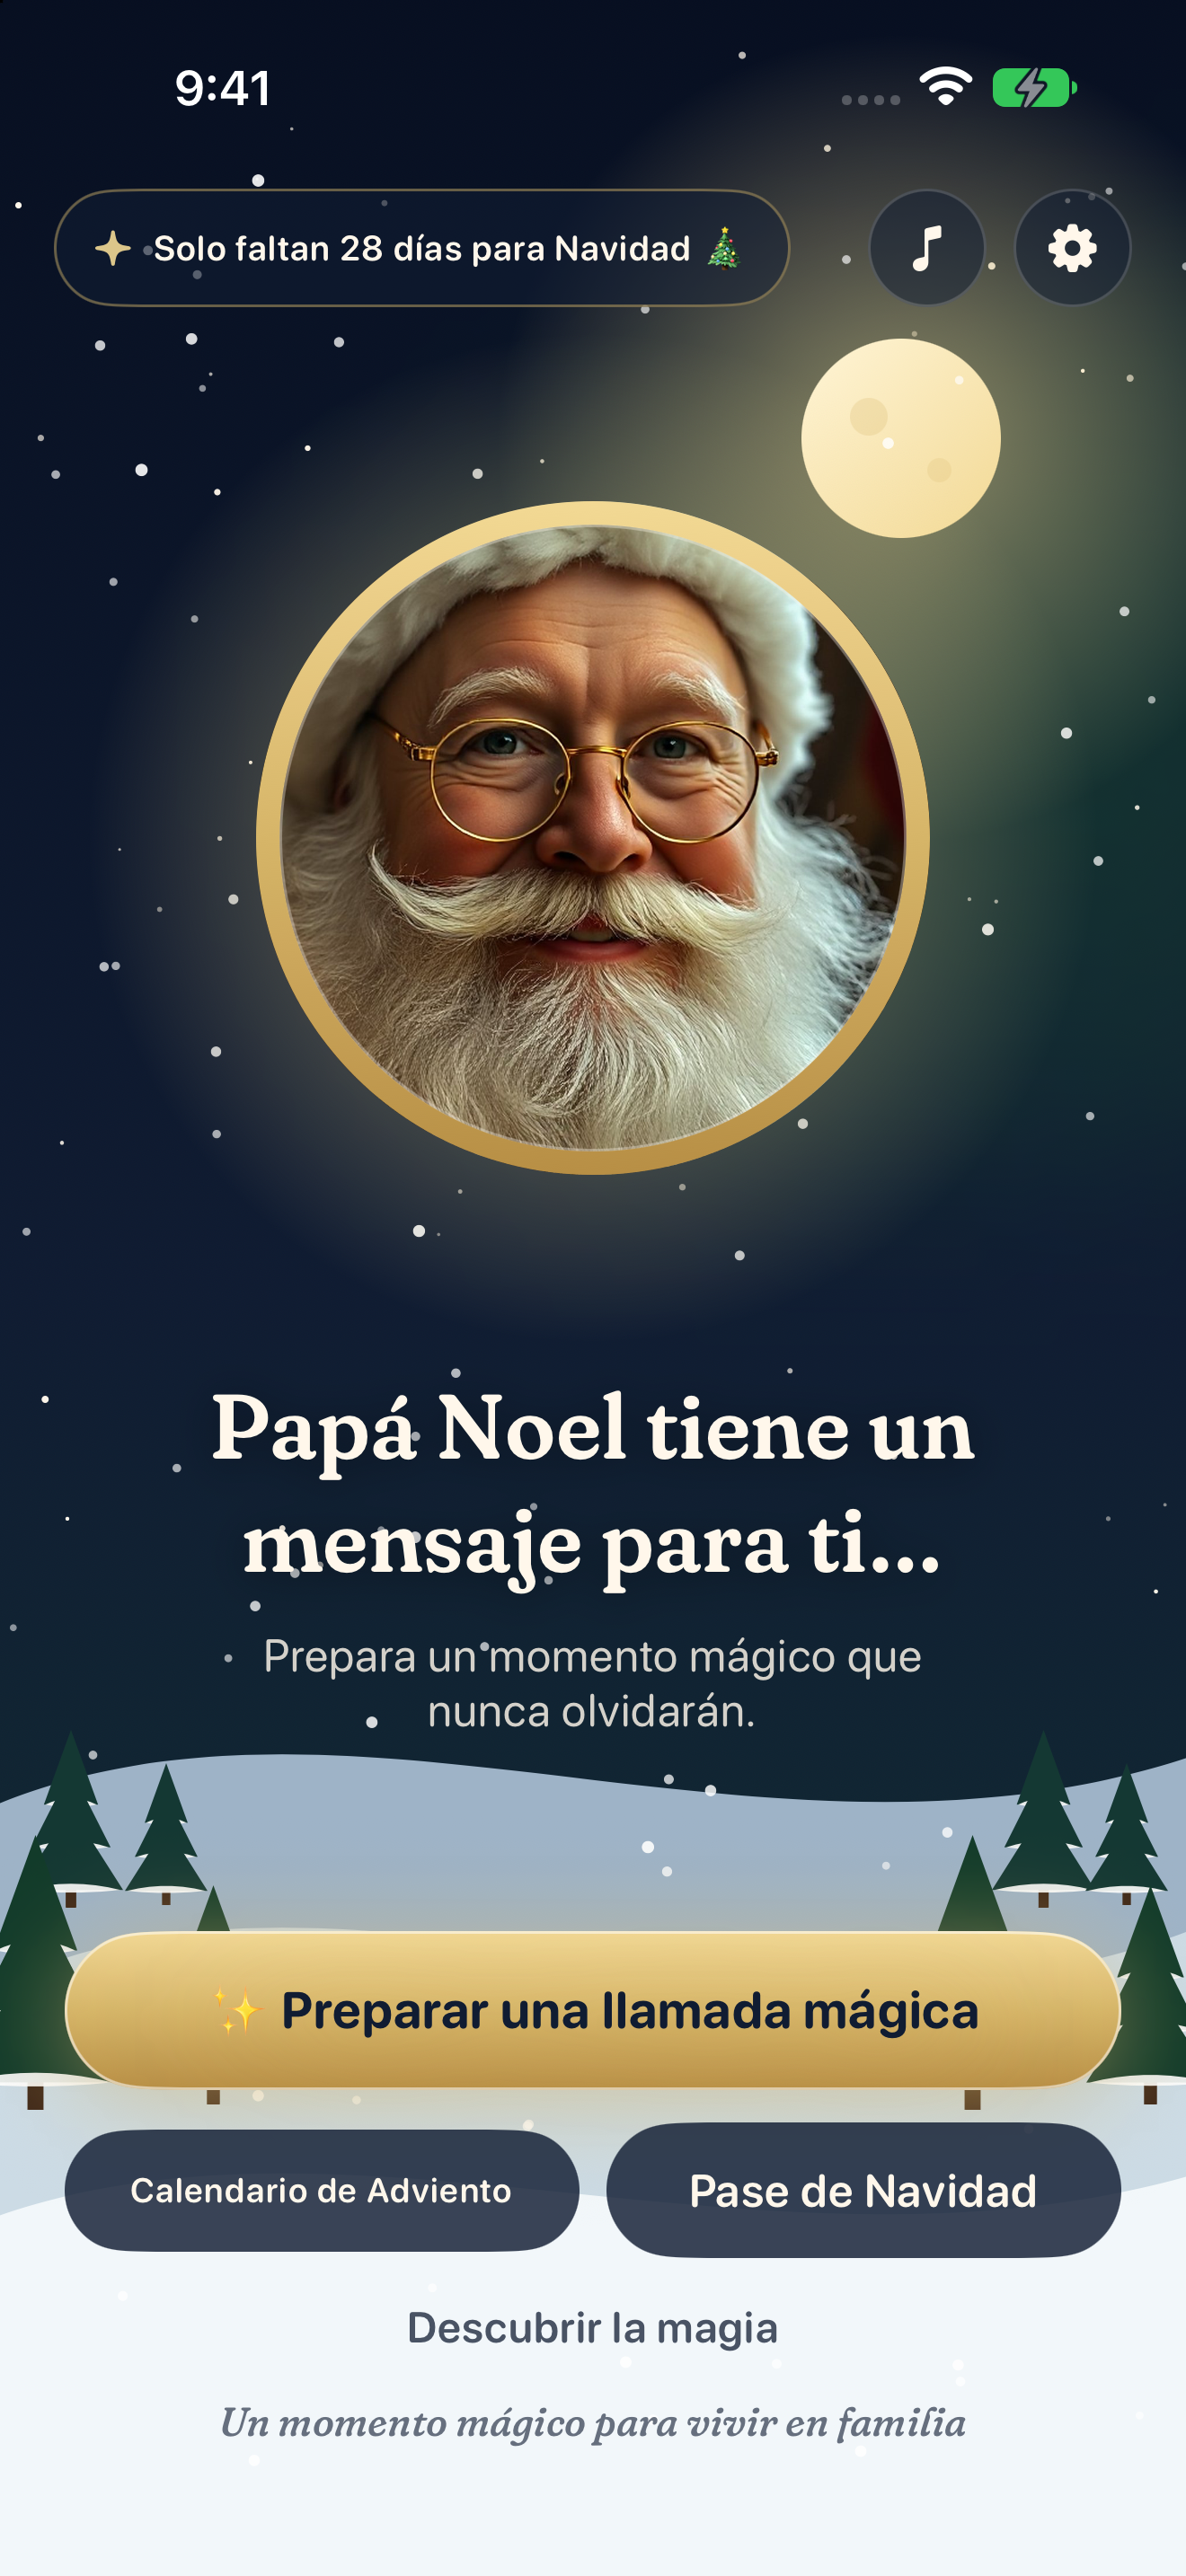 9:41
Solo faltan 28 días para Navidad 🎄
Papá Noel tiene un
mensaje para ti...
Prepara un momento mágico que
nunca olvidarán.
✨ Preparar una llamada mágica
Calendario de Adviento
Pase de Navidad
Descubrir la magia
Un momento mágico para vivir en familia